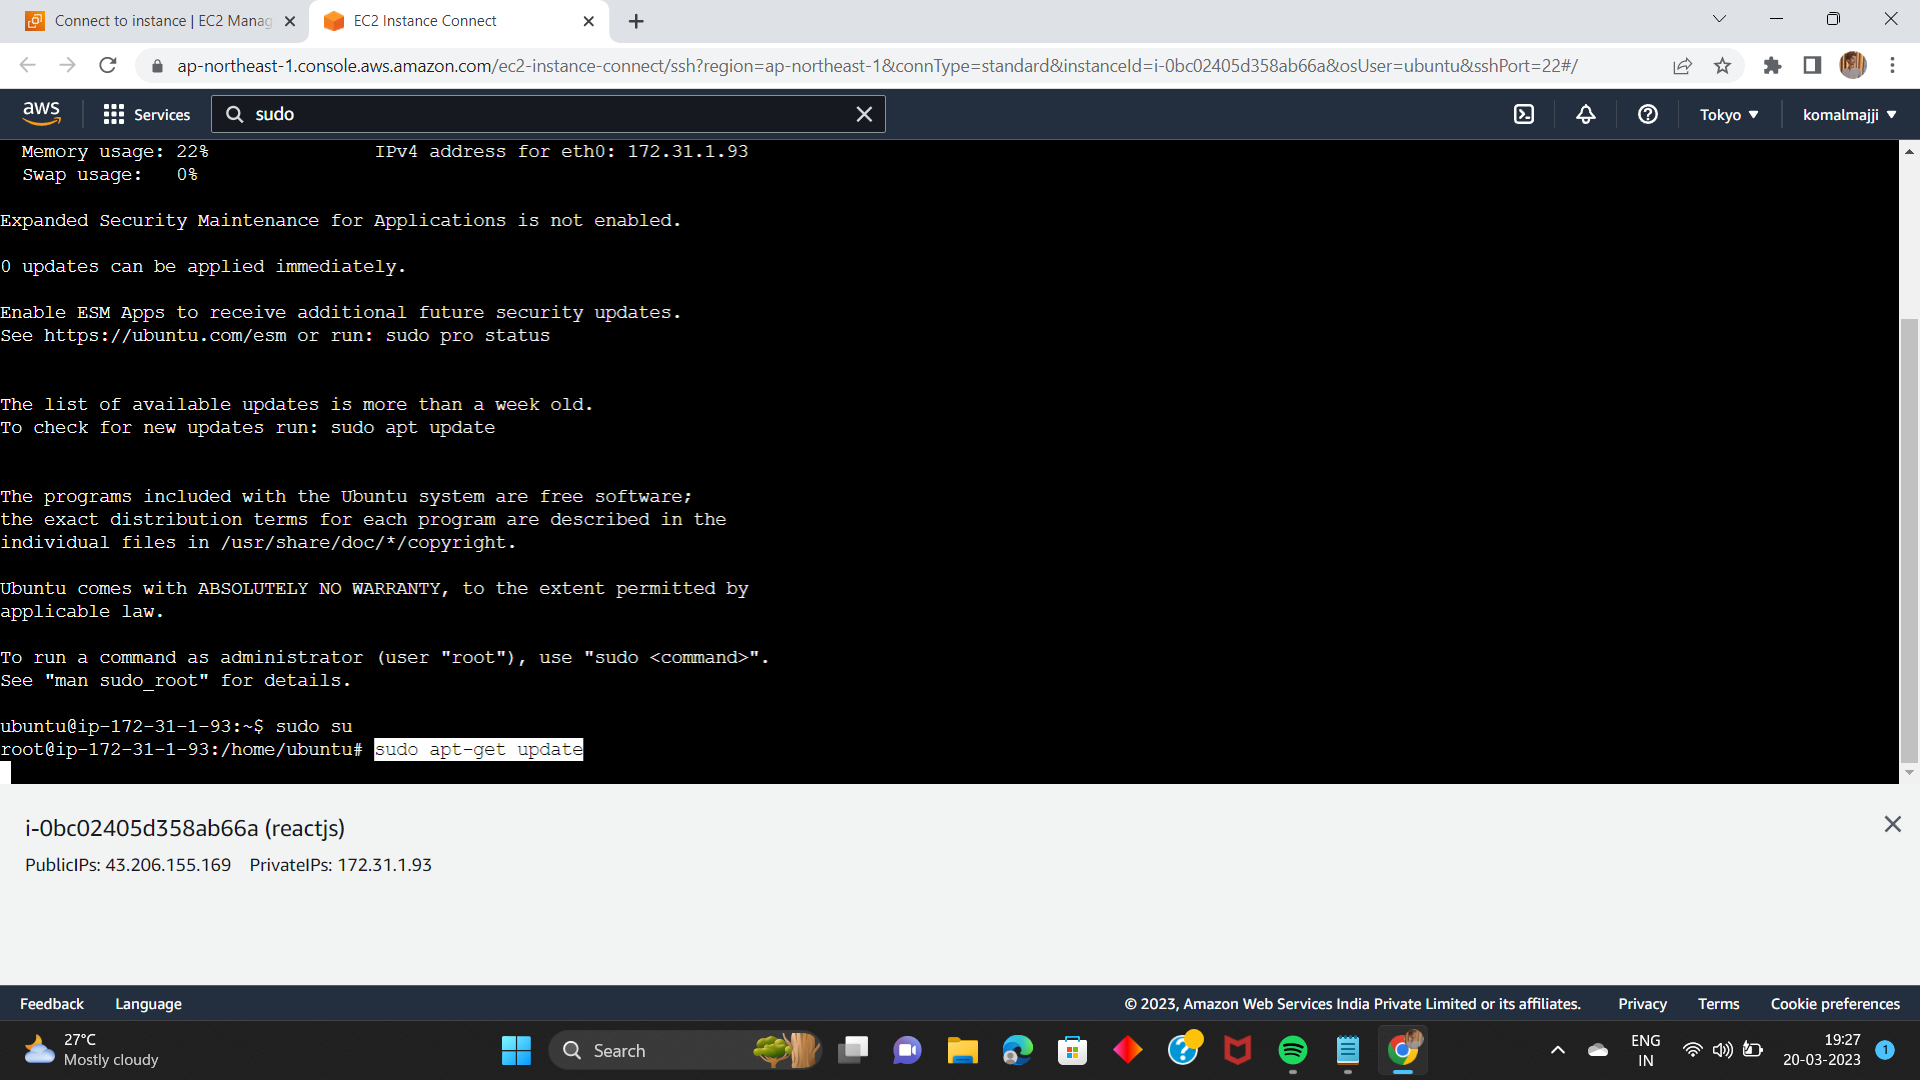 Connect to instance | EC2 Manag
EC2 Instance Connect
ap-northeast-1.console.aws.amazon.com/ec2-instance-connect/ssh?region=ap-northeast-1&connType=standard&instanceId=i-0bc02405d358ab66a&osUser=ubuntu&sshPort=22#/
aws
Services
sudo
Tokyo
komalmajji
Memory usage: 22% IPv4 address for eth0: 172.31.1.93
Swap usage: 0%
Expanded Security Maintenance for Applications is not enabled.
0 updates can be applied immediately.
Enable ESM Apps to receive additional future security updates.
See https://ubuntu.com/esm or run: sudo pro status
The list of available updates is more than a week old.
To check for new updates run: sudo apt update
The programs included with the Ubuntu system are free software;
the exact distribution terms for each program are described in the
individual files in /usr/share/doc/*/copyright.
Ubuntu comes with ABSOLUTELY NO WARRANTY, to the extent permitted by
applicable law.
To run a command as administrator (user "root"), use "sudo <command>".
See "man sudo_root" for details.
ubuntu@ip-172-31-1-93:~$ sudo su
root@ip-172-31-1-93:/home/ubuntu# sudo apt-get update
i-0bc02405d358ab66a (reactjs)
PublicIPs: 43.206.155.169 PrivateIPs: 172.31.1.93
Feedback Language
© 2023, Amazon Web Services India Private Limited or its affiliates. Privacy Terms Cookie preferences
27°C
Mostly cloudy
Search
ENG
IN
19:27
20-03-2023
1